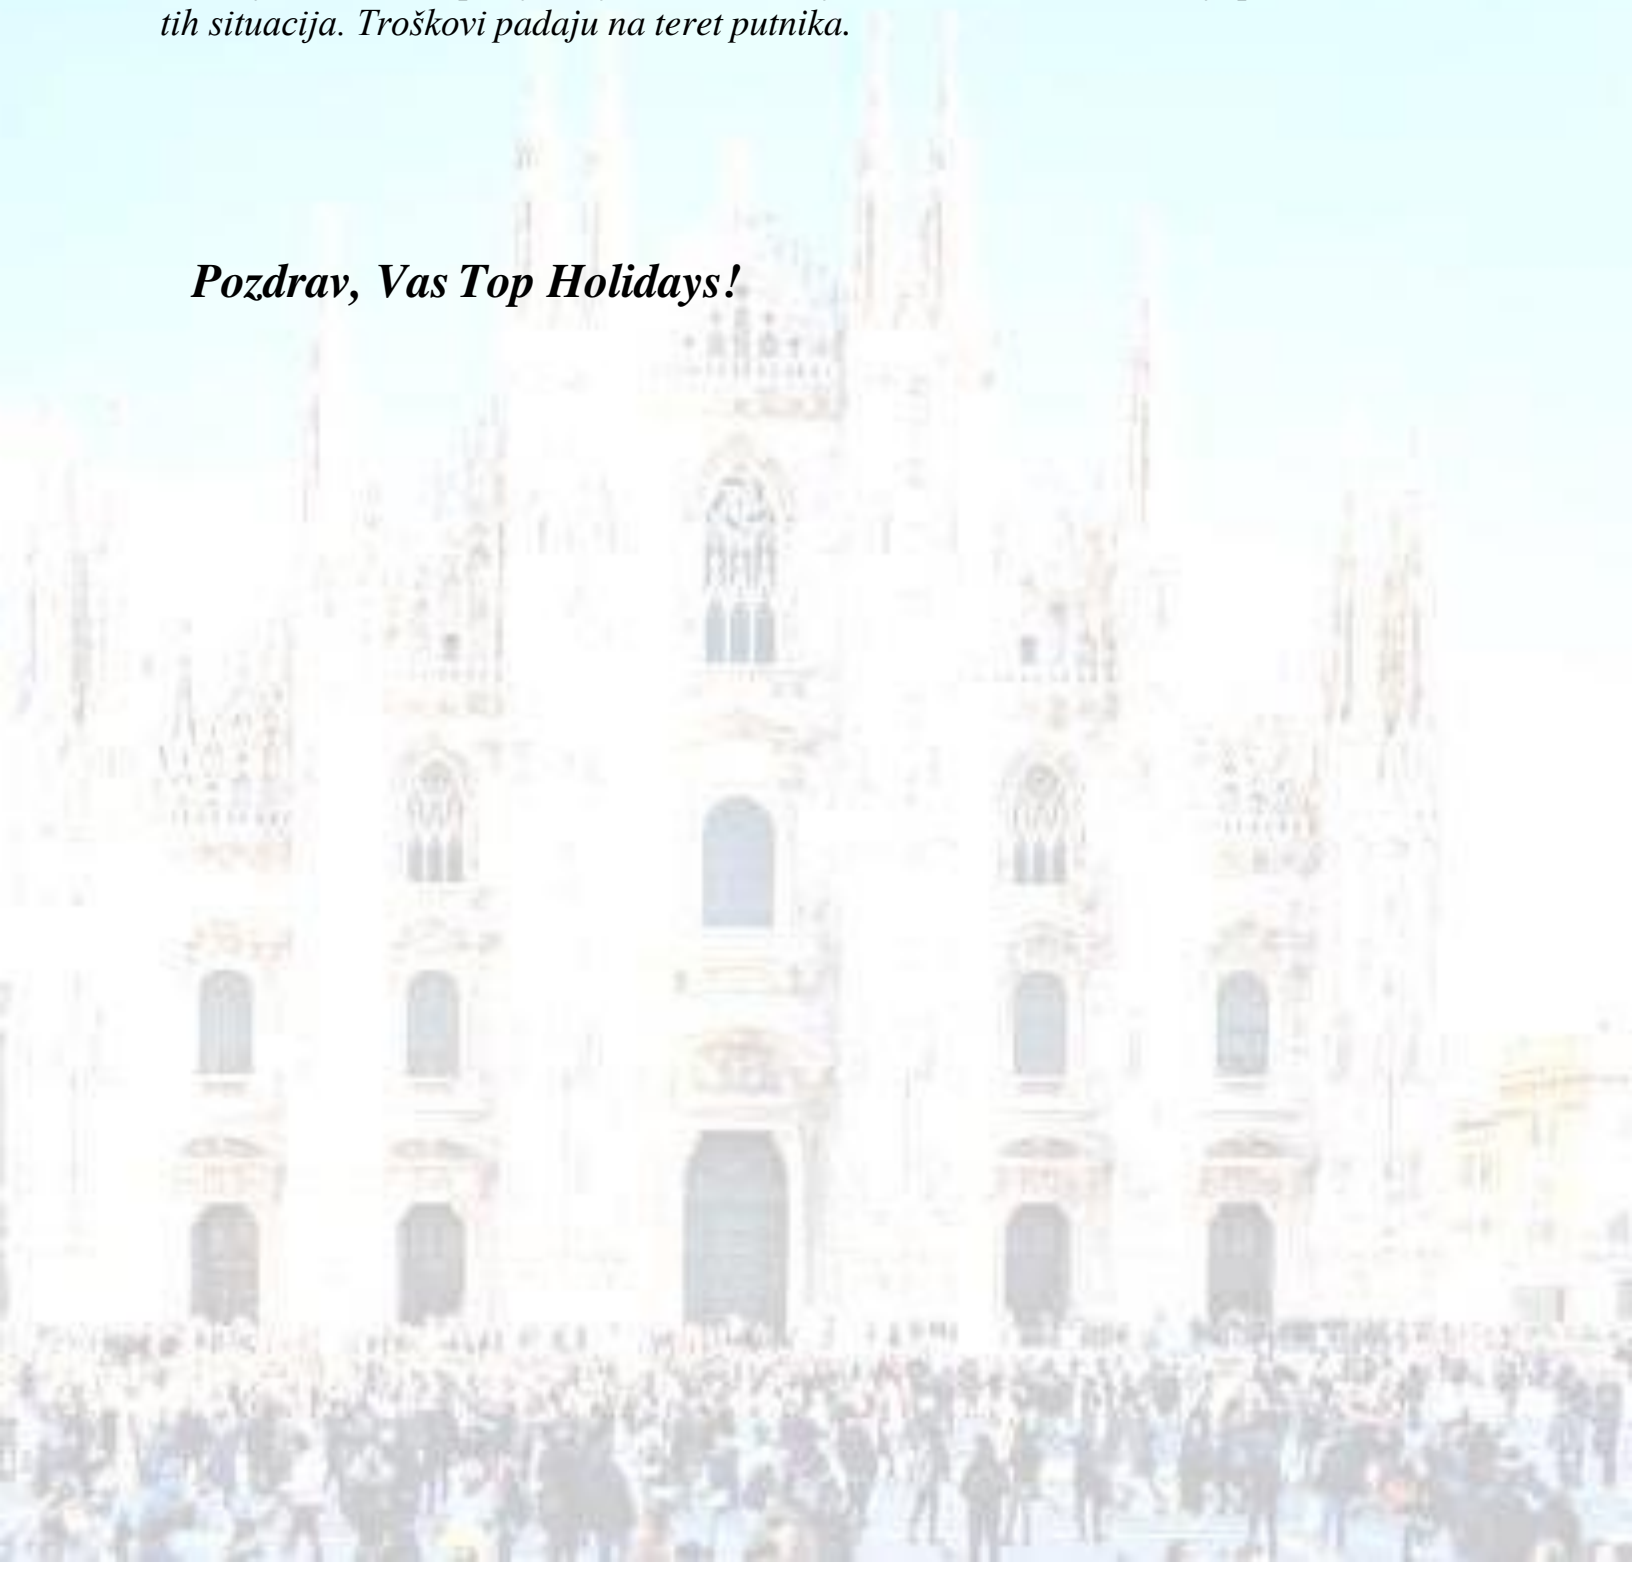 tih situacija. Troškovi padaju na teret putnika.
Pozdrav, Vas Top Holidays!